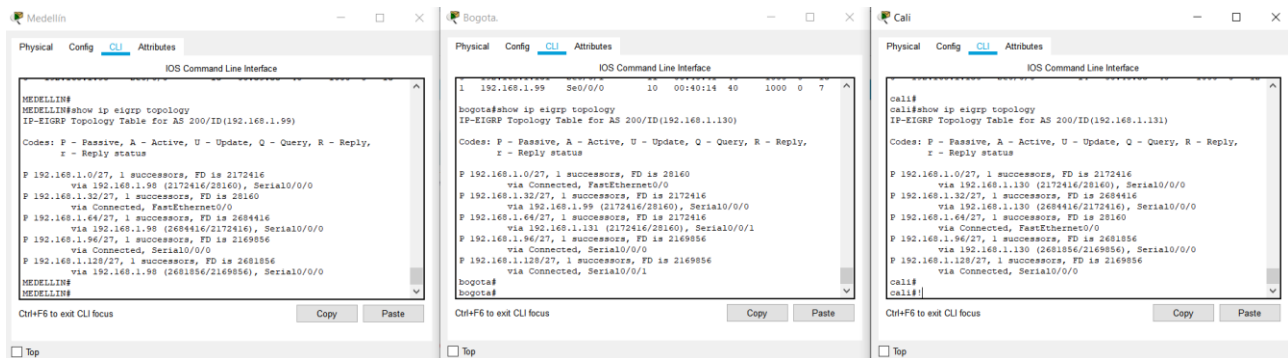 Medellín
Physical Config CLI Attributes
IOS Command Line Interface
MEDELLIN#
MEDELLIN#show ip eigrp topology
IP-EIGRP Topology Table for AS 200/ID(192.168.1.99)
Codes: P - Passive, A - Active, U - Update, Q - Query, R - Reply,
r - Reply status
P 192.168.1.0/27, 1 successors, FD is 2172416
via 192.168.1.98 (2172416/28160), Serial0/0/0
P 192.168.1.32/27, 1 successors, FD is 28160
via Connected, FastEthernet0/0
P 192.168.1.64/27, 1 successors, FD is 2684416
via 192.168.1.98 (2684416/2172416), Serial0/0/0
P 192.168.1.96/27, 1 successors, FD is 2169856
via Connected, Serial0/0/0
P 192.168.1.128/27, 1 successors, FD is 2681856
via 192.168.1.98 (2681856/2169856), Serial0/0/0
MEDELLIN#
MEDELLIN#
Ctrl+F6 to exit CLI focus
Copy Paste
Top
Bogota.
Physical Config CLI Attributes
IOS Command Line Interface
1 192.168.1.99 Se0/0/0 10 00:40:14 40 1000 0 7
bogota#show ip eigrp topology
IP-EIGRP Topology Table for AS 200/ID(192.168.1.130)
Codes: P - Passive, A - Active, U - Update, Q - Query, R - Reply,
r - Reply status
P 192.168.1.0/27, 1 successors, FD is 28160
via Connected, FastEthernet0/0
P 192.168.1.32/27, 1 successors, FD is 2172416
via 192.168.1.99 (2172416/28160), Serial0/0/0
P 192.168.1.64/27, 1 successors, FD is 2172416
via 192.168.1.131 (2172416/28160), Serial0/0/1
P 192.168.1.96/27, 1 successors, FD is 2169856
via Connected, Serial0/0/0
P 192.168.1.128/27, 1 successors, FD is 2169856
via Connected, Serial0/0/1
bogota#
bogota#
Ctrl+F6 to exit CLI focus
Copy Paste
Top
Cali
Physical Config CLI Attributes
IOS Command Line Interface
cali#
cali#show ip eigrp topology
IP-EIGRP Topology Table for AS 200/ID(192.168.1.131)
Codes: P - Passive, A - Active, U - Update, Q - Query, R - Reply,
r - Reply status
P 192.168.1.0/27, 1 successors, FD is 2172416
via 192.168.1.130 (2172416/28160), Serial0/0/0
P 192.168.1.32/27, 1 successors, FD is 2684416
via 192.168.1.130 (2684416/2172416), Serial0/0/0
P 192.168.1.64/27, 1 successors, FD is 28160
via Connected, FastEthernet0/0
P 192.168.1.96/27, 1 successors, FD is 2681856
via 192.168.1.130 (2681856/2169856), Serial0/0/0
P 192.168.1.128/27, 1 successors, FD is 2169856
via Connected, Serial0/0/0
cali#
cali#!
Ctrl+F6 to exit CLI focus
Copy Paste
Top